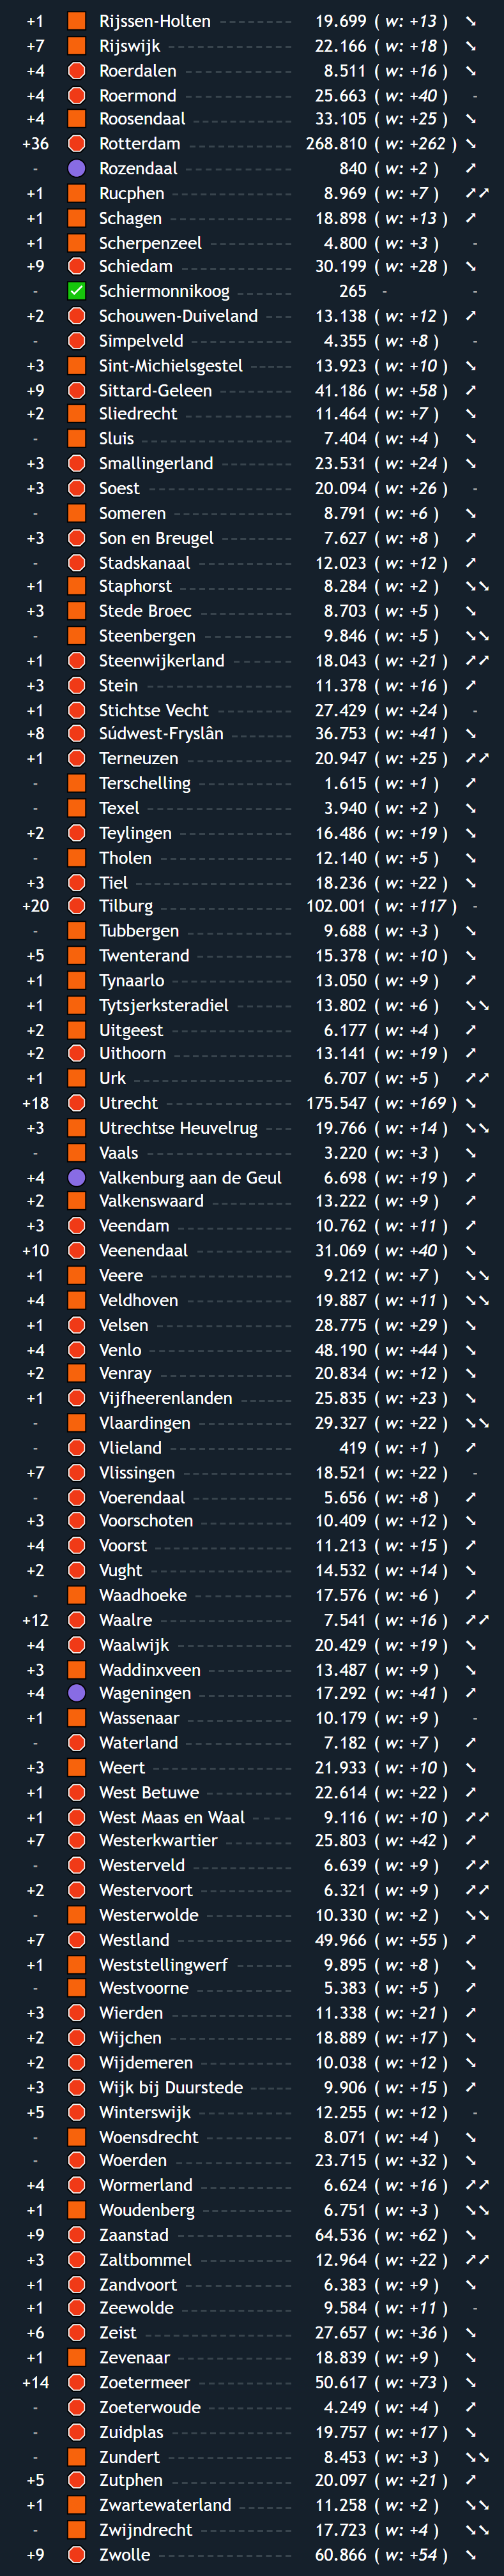 +1 Rijssen-Holten 19.699 ( w: +13 ) ↘
+7 Rijswijk 22.166 ( w: +18 ) ↘
+4 Roerdalen 8.511 ( w: +16 ) ↘
+4 Roermond 25.663 ( w: +40 ) -
+4 Roosendaal 33.105 ( w: +25 ) ↘
+36 Rotterdam 268.810 ( w: +262 ) ↘
- Rozendaal 840 ( w: +2 ) ↗
+1 Rucphen 8.969 ( w: +7 ) ↗↗
+1 Schagen 18.898 ( w: +13 ) ↗
+1 Scherpenzeel 4.800 ( w: +3 ) -
+9 Schiedam 30.199 ( w: +28 ) ↘
- Schiermonnikoog 265 - -
+2 Schouwen-Duiveland 13.138 ( w: +12 ) ↗
- Simpelveld 4.355 ( w: +8 ) -
+3 Sint-Michielsgestel 13.923 ( w: +10 ) ↘
+9 Sittard-Geleen 41.186 ( w: +58 ) ↗
+2 Sliedrecht 11.464 ( w: +7 ) ↘
- Sluis 7.404 ( w: +4 ) ↘
+3 Smallingerland 23.531 ( w: +24 ) ↘
+3 Soest 20.094 ( w: +26 ) -
- Someren 8.791 ( w: +6 ) ↘
+3 Son en Breugel 7.627 ( w: +8 ) ↗
- Stadskanaal 12.023 ( w: +12 ) ↗
+1 Staphorst 8.284 ( w: +2 ) ↘↘
+3 Stede Broec 8.703 ( w: +5 ) ↘
- Steenbergen 9.846 ( w: +5 ) ↘↘
+1 Steenwijkerland 18.043 ( w: +21 ) ↗↗
+3 Stein 11.378 ( w: +16 ) ↗
+1 Stichtse Vecht 27.429 ( w: +24 ) -
+8 Súdwest-Fryslân 36.753 ( w: +41 ) ↘
+1 Terneuzen 20.947 ( w: +25 ) ↗↗
- Terschelling 1.615 ( w: +1 ) ↗
- Texel 3.940 ( w: +2 ) ↘
+2 Teylingen 16.486 ( w: +19 ) ↘
- Tholen 12.140 ( w: +5 ) ↘
+3 Tiel 18.236 ( w: +22 ) ↘
+20 Tilburg 102.001 ( w: +117 ) -
- Tubbergen 9.688 ( w: +3 ) ↘
+5 Twenterand 15.378 ( w: +10 ) ↘
+1 Tynaarlo 13.050 ( w: +9 ) ↗
+1 Tytsjerksteradiel 13.802 ( w: +6 ) ↘↘
+2 Uitgeest 6.177 ( w: +4 ) ↗
+2 Uithoorn 13.141 ( w: +19 ) ↗
+1 Urk 6.707 ( w: +5 ) ↗↗
+18 Utrecht 175.547 ( w: +169 ) ↘
+3 Utrechtse Heuvelrug 19.766 ( w: +14 ) ↘↘
- Vaals 3.220 ( w: +3 ) ↘
+4 Valkenburg aan de Geul 6.698 ( w: +19 ) ↗
+2 Valkenswaard 13.222 ( w: +9 ) ↗
+3 Veendam 10.762 ( w: +11 ) ↗
+10 Veenendaal 31.069 ( w: +40 ) ↘
+1 Veere 9.212 ( w: +7 ) ↘↘
+4 Veldhoven 19.887 ( w: +11 ) ↘↘
+1 Velsen 28.775 ( w: +29 ) ↘
+4 Venlo 48.190 ( w: +44 ) ↘
+2 Venray 20.834 ( w: +12 ) ↘
+1 Vijfheerenlanden 25.835 ( w: +23 ) ↘
- Vlaardingen 29.327 ( w: +22 ) ↘↘
- Vlieland 419 ( w: +1 ) ↗
+7 Vlissingen 18.521 ( w: +22 ) -
- Voerendaal 5.656 ( w: +8 ) ↗
+3 Voorschoten 10.409 ( w: +12 ) ↘
+4 Voorst 11.213 ( w: +15 ) ↗
+2 Vught 14.532 ( w: +14 ) ↘
- Waadhoeke 17.576 ( w: +6 ) ↗
+12 Waalre 7.541 ( w: +16 ) ↗↗
+4 Waalwijk 20.429 ( w: +19 ) ↘
+3 Waddinxveen 13.487 ( w: +9 ) ↘
+4 Wageningen 17.292 ( w: +41 ) ↗
+1 Wassenaar 10.179 ( w: +9 ) -
- Waterland 7.182 ( w: +7 ) ↗
+3 Weert 21.933 ( w: +10 ) ↘
+1 West Betuwe 22.614 ( w: +22 ) ↗
+1 West Maas en Waal 9.116 ( w: +10 ) ↗↗
+7 Westerkwartier 25.803 ( w: +42 ) ↗
- Westerveld 6.639 ( w: +9 ) ↗↗
+2 Westervoort 6.321 ( w: +9 ) ↗↗
- Westerwolde 10.330 ( w: +2 ) ↘↘
+7 Westland 49.966 ( w: +55 ) ↗
+1 Weststellingwerf 9.895 ( w: +8 ) ↘
- Westvoorne 5.383 ( w: +5 ) ↗
+3 Wierden 11.338 ( w: +21 ) ↗
+2 Wijchen 18.889 ( w: +17 ) ↘
+2 Wijdemeren 10.038 ( w: +12 ) ↘
+3 Wijk bij Duurstede 9.906 ( w: +15 ) ↗
+5 Winterswijk 12.255 ( w: +12 ) -
- Woensdrecht 8.071 ( w: +4 ) ↘
- Woerden 23.715 ( w: +32 ) ↘
+4 Wormerland 6.624 ( w: +16 ) ↗↗
+1 Woudenberg 6.751 ( w: +3 ) ↘↘
+9 Zaanstad 64.536 ( w: +62 ) ↘
+3 Zaltbommel 12.964 ( w: +22 ) ↗↗
+1 Zandvoort 6.383 ( w: +9 ) ↘
+1 Zeewolde 9.584 ( w: +11 ) -
+6 Zeist 27.657 ( w: +36 ) ↘
+1 Zevenaar 18.839 ( w: +9 ) ↘
+14 Zoetermeer 50.617 ( w: +73 ) ↘
- Zoeterwoude 4.249 ( w: +4 ) ↗
- Zuidplas 19.757 ( w: +17 ) ↘
- Zundert 8.453 ( w: +3 ) ↘↘
+5 Zutphen 20.097 ( w: +21 ) ↗
+1 Zwartewaterland 11.258 ( w: +2 ) ↘↘
- Zwijndrecht 17.723 ( w: +4 ) ↘↘
+9 Zwolle 60.866 ( w: +54 ) ↘